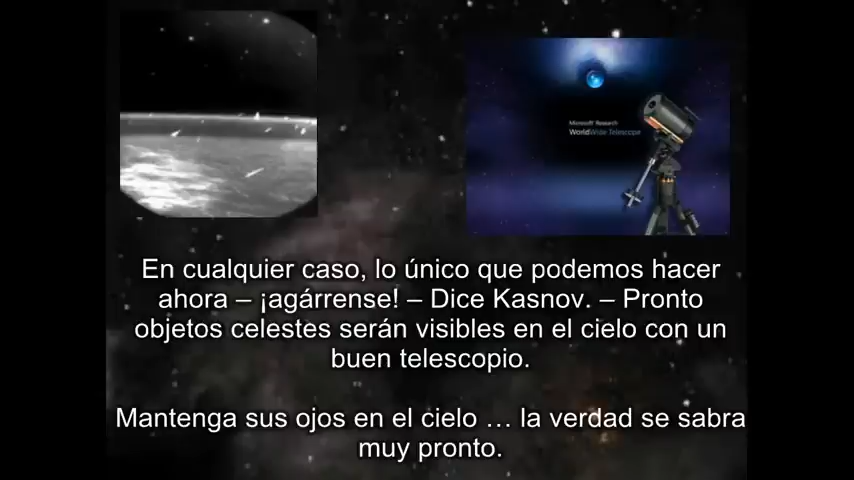 Microsoft Research
WorldWide Telescope
En cualquier caso, lo único que podemos hacer
ahora – ¡agárrense! – Dice Kasnov. – Pronto
objetos celestes serán visibles en el cielo con un
buen telescopio.
Mantenga sus ojos en el cielo … la verdad se sabra
muy pronto.